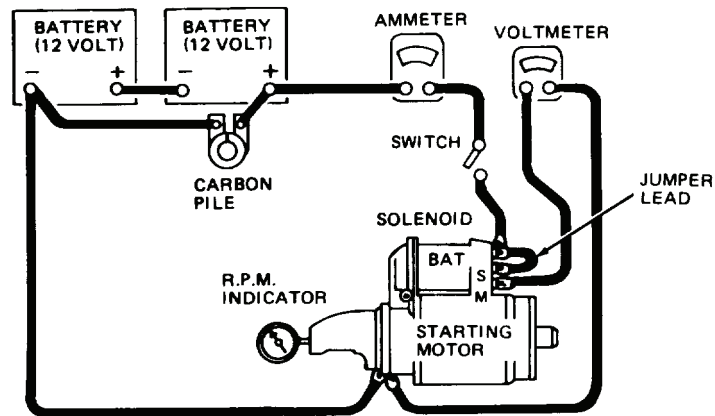 BATTERY
(12 VOLT)
BATTERY
(12 VOLT)
AMMETER
VOLTMETER
−
+
−
+
SWITCH
CARBON
PILE
JUMPER
LEAD
SOLENOID
BAT
S
M
R.P.M.
INDICATOR
STARTING
MOTOR